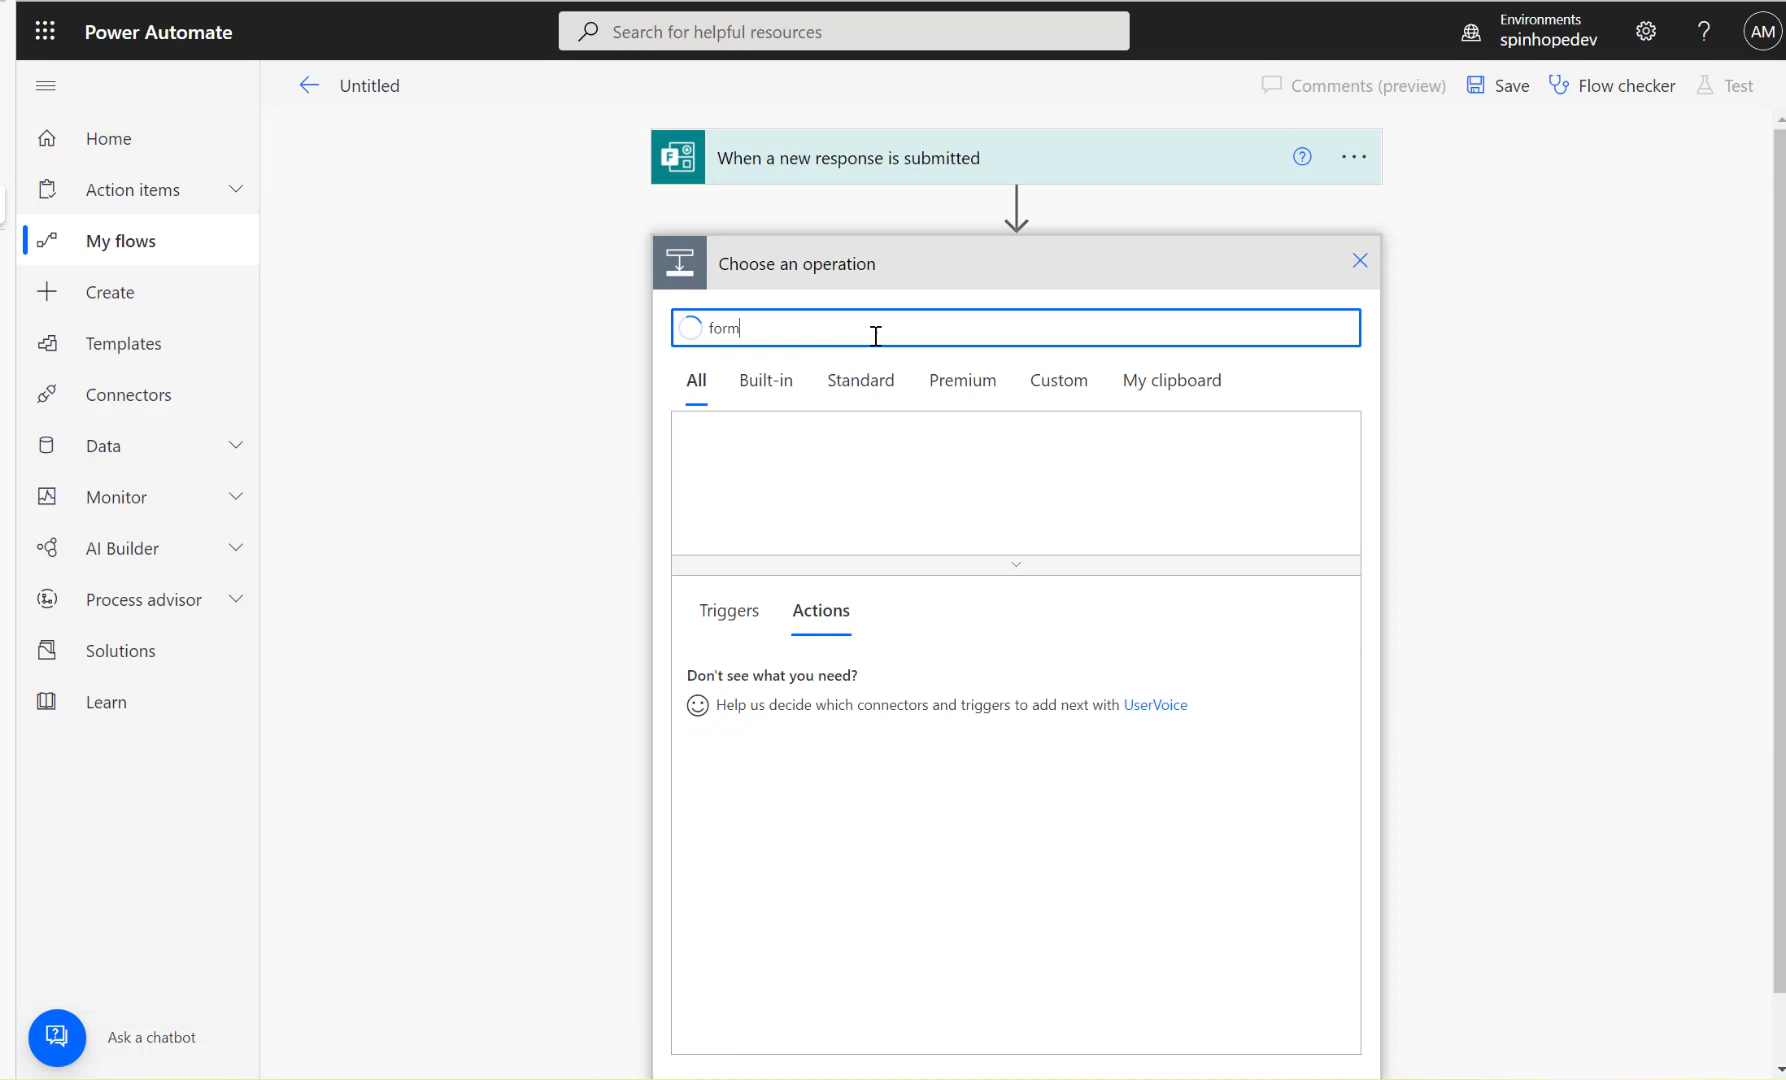 Power Automate
Search for helpful resources
Environments
spinhopedev
?
AM
Untitled
Comments (preview)
Save
Flow checker
Test
Home
Action items
My flows
Create
Templates
Connectors
Data
Monitor
AI Builder
Process advisor
Solutions
Learn
Ask a chatbot
F
When a new response is submitted
?
...
Choose an operation
form
All
Built-in
Standard
Premium
Custom
My clipboard
Triggers
Actions
Don't see what you need?
Help us decide which connectors and triggers to add next with UserVoice